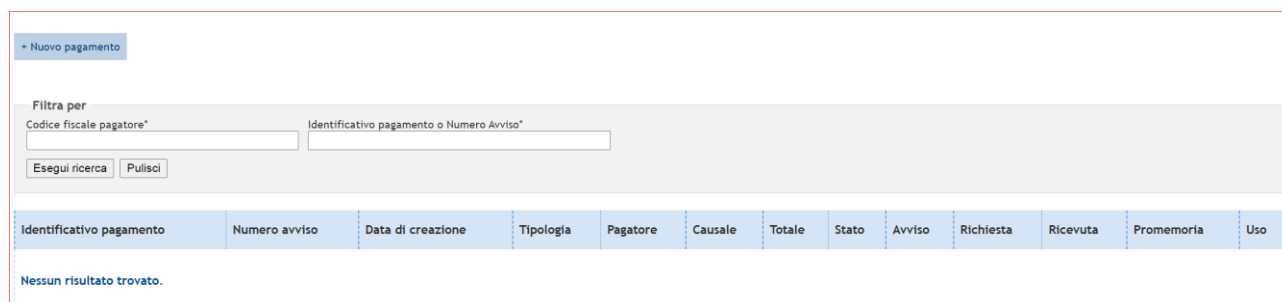 + Nuovo pagamento
Filtra per
Codice fiscale pagatore* Identificativo pagamento o Numero Avviso*
Esegui ricerca Pulisci
Identificativo pagamento Numero avviso Data di creazione Tipologia Pagatore Causale Totale Stato Avviso Richiesta Ricevuta Promemoria Uso
Nessun risultato trovato.